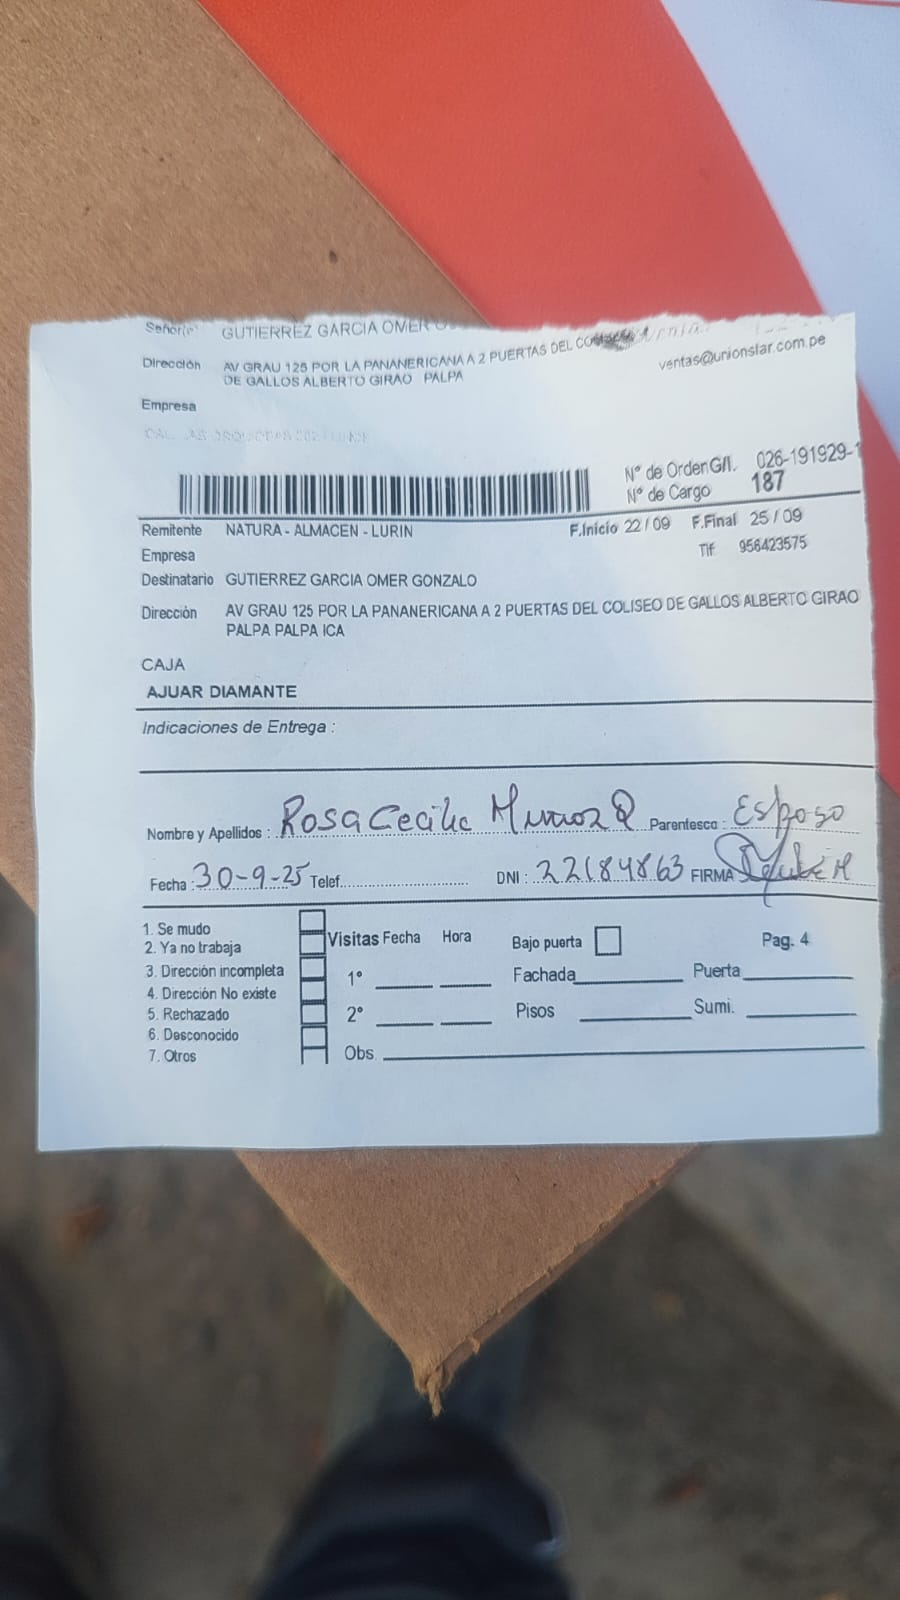 Señor(e) GUTIERREZ GARCIA OMER
Dirección AV GRAU 125 POR LA PANANERICANA A 2 PUERTAS DEL
DE GALLOS ALBERTO GIRAO PALPA
ventas@unionstar.com.pe
Empresa
N° de Orden G/I. 026-191929-1
N° de Cargo 187
Remitente NATURA - ALMACEN - LURIN F.Inicio 22 / 09 F.Final 25 / 09
Empresa Tlf 956423575
Destinatario GUTIERREZ GARCIA OMER GONZALO
Dirección AV GRAU 125 POR LA PANANERICANA A 2 PUERTAS DEL COLISEO DE GALLOS ALBERTO GIRAO
PALPA PALPA ICA
CAJA
AJUAR DIAMANTE
Indicaciones de Entrega :
Nombre y Apellidos : Rosa Cecilia Munoz Q Parentesco : Esposo
Fecha : 30-9-25 Telef. DNI : 22184863 FIRMA
1. Se mudo
2. Ya no trabaja Visitas Fecha Hora Bajo puerta Pag. 4
3. Dirección incompleta 1° Fachada Puerta
4. Dirección No existe
5. Rechazado 2° Pisos Sumi.
6. Desconocido
7. Otros Obs.